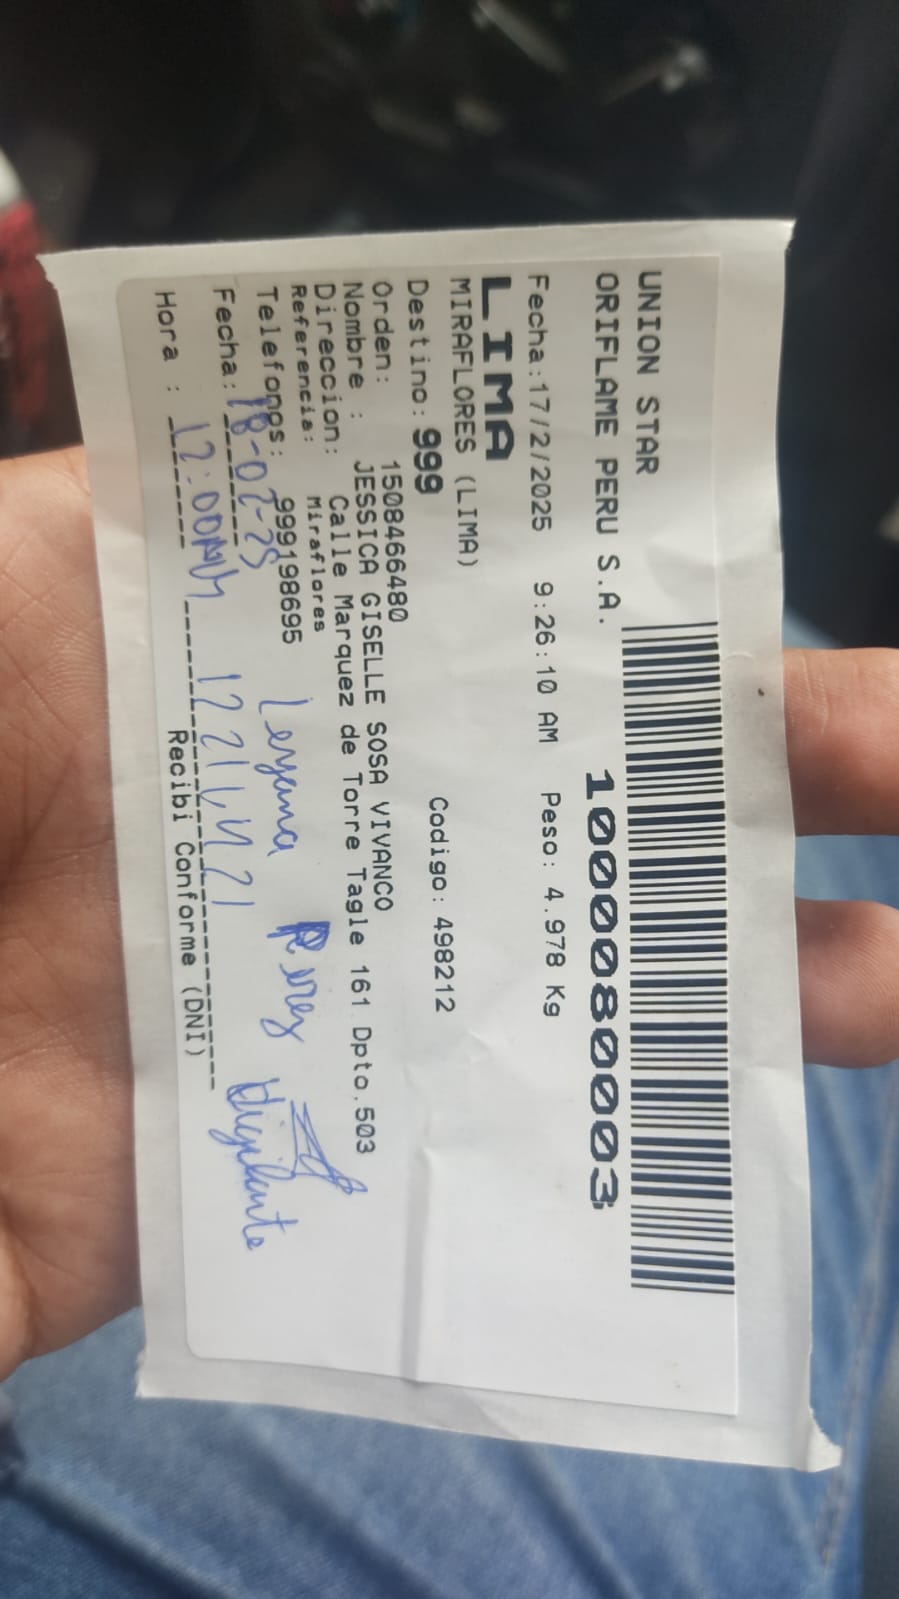 UNION STAR
ORIFLAME PERU S.A.
1000080003
Fecha:17/2/2025 9:26:10 AM Peso: 4.978 Kg
LIMA
MIRAFLORES (LIMA)
Destino: 999 Codigo: 498212
Orden: 1508466480
Nombre : JESSICA GISELLE SOSA VIVANCO
Direccion: Calle Marquez de Torre Tagle 161 Dpto.503
Referencia: Miraflores
Telefonos: 999198695
Fecha: 18-02-25
Hora : 12:00
Vigilante
Recibi Conforme (DNI)